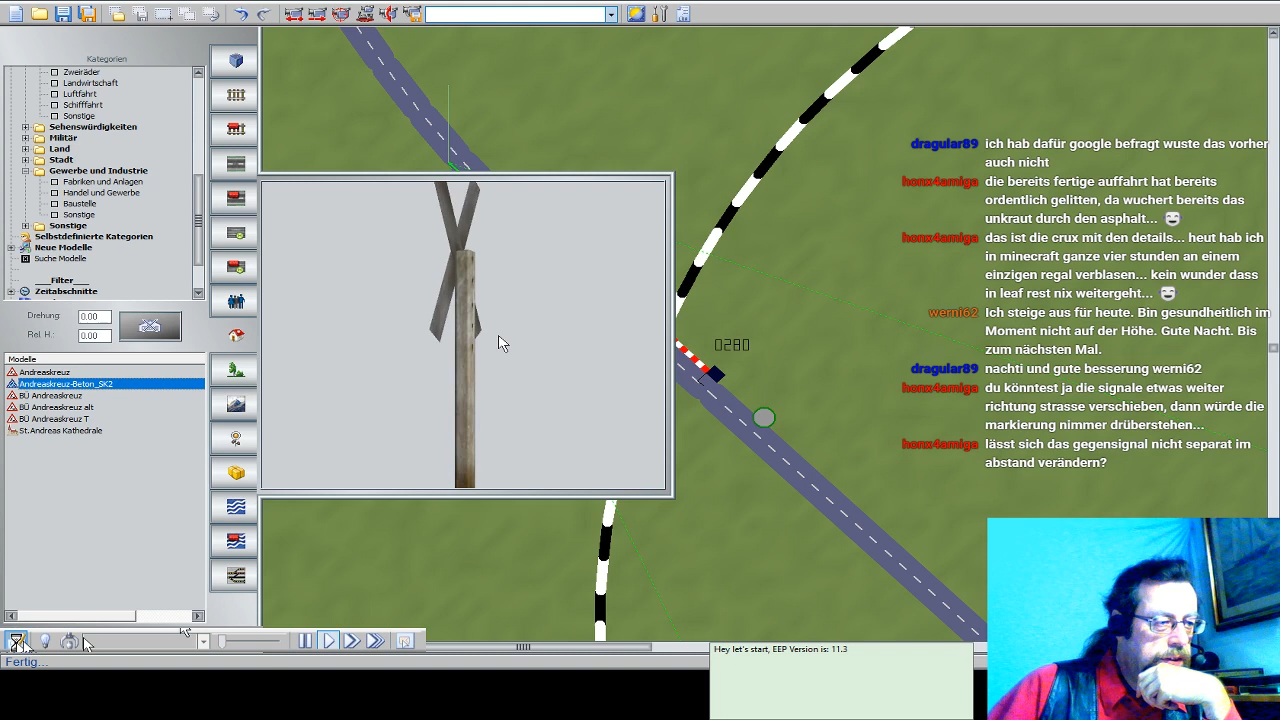 Kategorien
Zweiräder
Landwirtschaft
Luftfahrt
Schifffahrt
Sonstige
Sehenswürdigkeiten
Militär
Land
Stadt
Gewerbe und Industrie
Fabriken und Anlagen
Handel und Gewerbe
Baustelle
Sonstige
Sonstige
Selbstdefinierte Kategorien
Neue Modelle
Suche Modelle
___Filter___
Zeitabschnitte
Drehung: 0.00
Rel. H.: 0.00
Modelle
Andreaskreuz
Andreaskreuz-Beton_SK2
BÜ Andreaskreuz
BÜ Andreaskreuz alt
BÜ Andreaskreuz T
St.Andreas Kathedrale
Fertig...
0280
Hey let's start, EEP Version is: 11.3
dragular89 ich hab dafür google befragt wuste das vorher
auch nicht
honx4amiga die bereits fertige auffahrt hat bereits
ordentlich gelitten, da wuchert bereits das
unkraut durch den asphalt...
honx4amiga das ist die crux mit den details... heut hab ich
in minecraft ganze vier stunden an einem
einzigen regal verblasen... kein wunder dass
in leaf rest nix weitergeht...
werni62 Ich steige aus für heute. Bin gesundheitlich im
Moment nicht auf der Höhe. Gute Nacht. Bis
zum nächsten Mal.
dragular89 nachti und gute besserung werni62
honx4amiga du könntest ja die signale etwas weiter
richtung strasse verschieben, dann würde die
markierung nimmer drüberstehen...
honx4amiga lässt sich das gegensignal nicht separat im
abstand verändern?